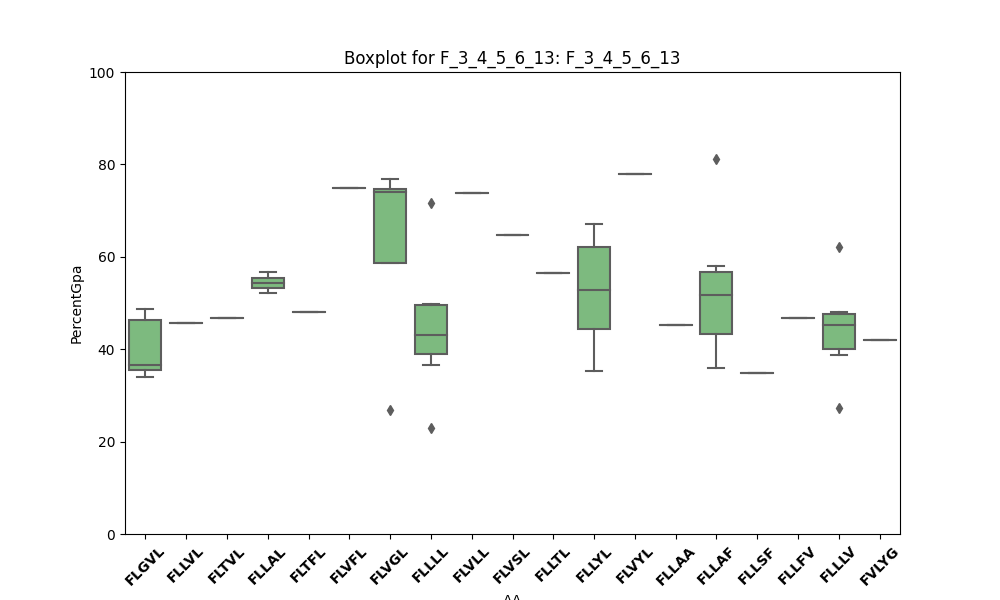 Boxplot for F_3_4_5_6_13: F_3_4_5_6_13
100
80
60
40
20
0
PercentGpa
FLGVL FLLVL FLTVL FLLAL FLTFL FLVFL FLVGL FLLLL FLVLL FLVSL FLLTL FLLYL FLVYL FLLAA FLLAF FLLSF FLLFV FLLLV FVLYG
AA